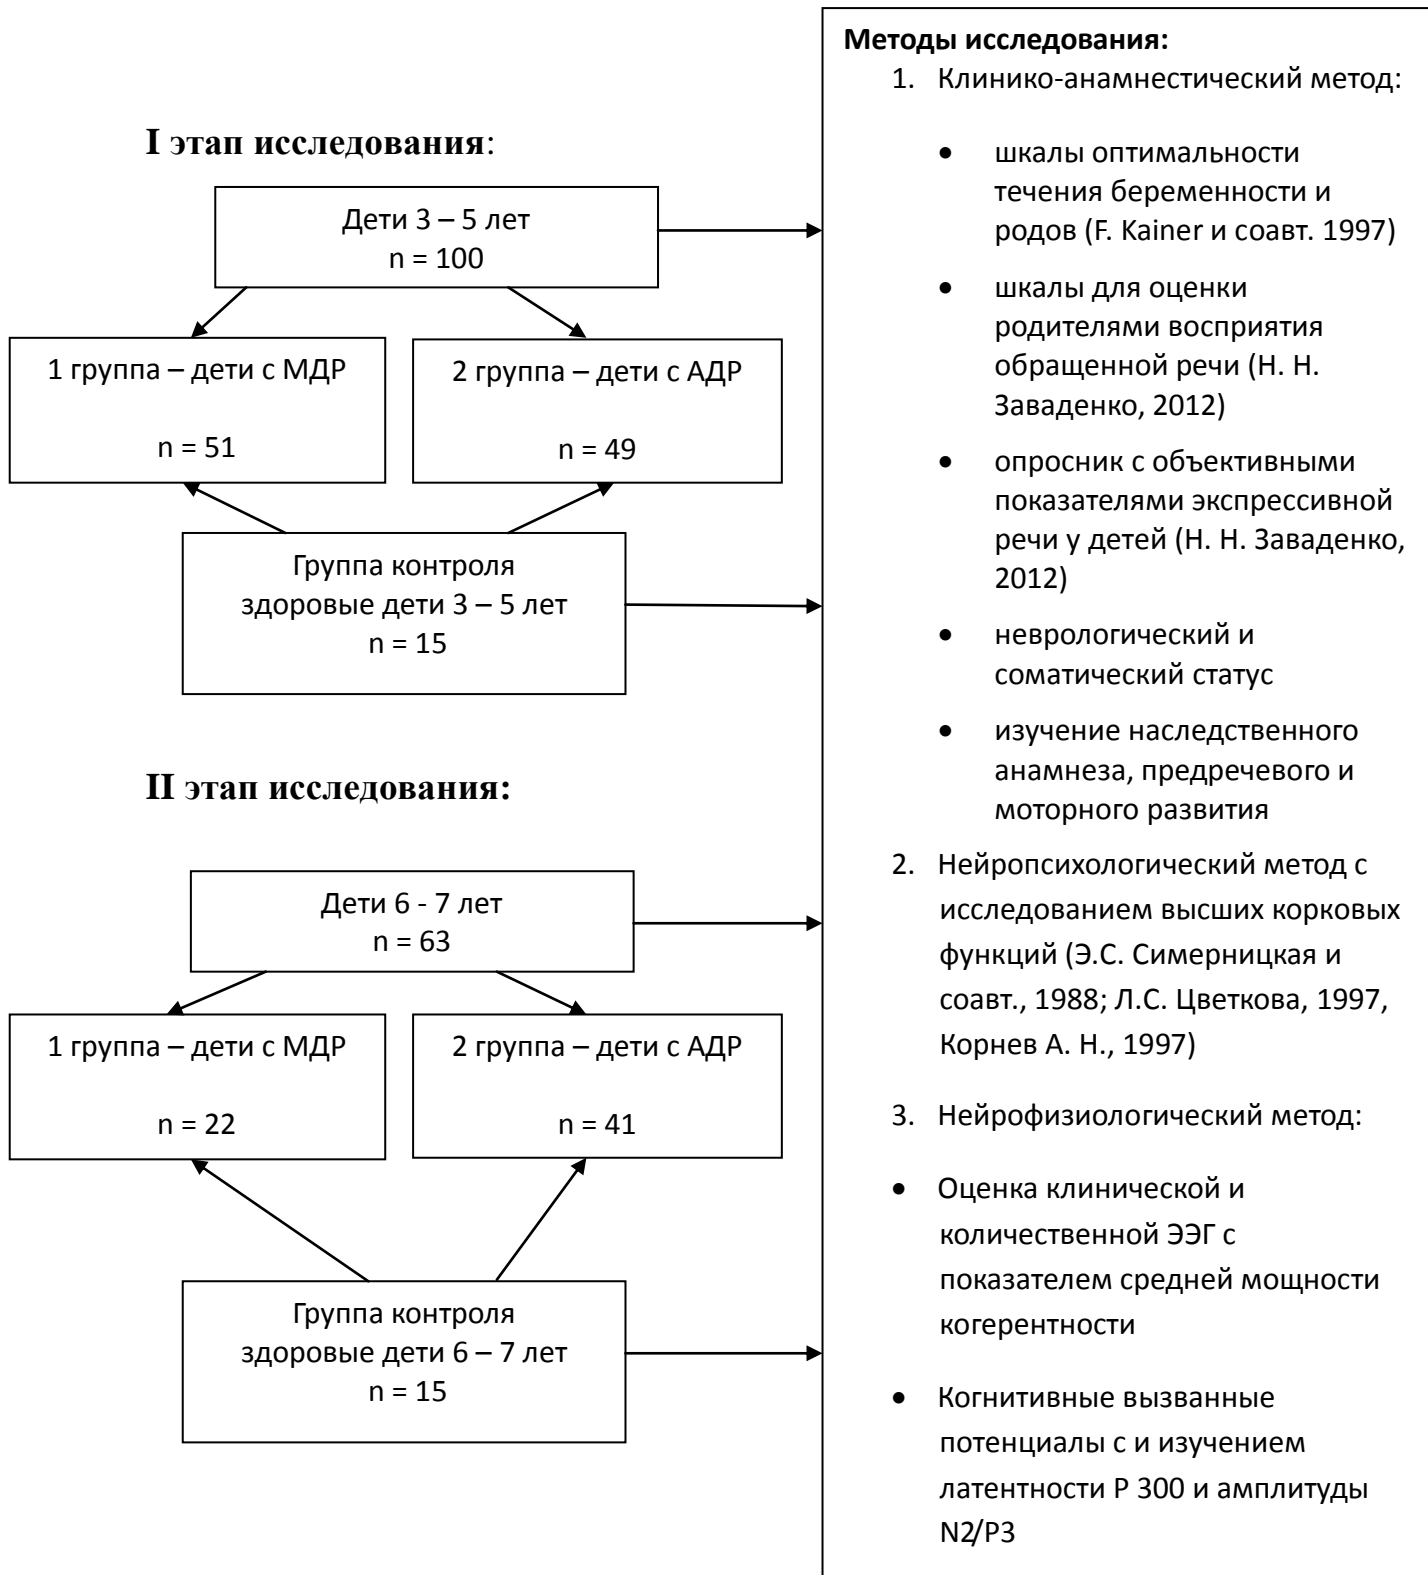 I этап исследования:
Дети 3 – 5 лет
n = 100
1 группа – дети с МДР
n = 51
2 группа – дети с АДР
n = 49
Группа контроля
здоровые дети 3 – 5 лет
n = 15
II этап исследования:
Дети 6 - 7 лет
n = 63
1 группа – дети с МДР
n = 22
2 группа – дети с АДР
n = 41
Группа контроля
здоровые дети 6 – 7 лет
n = 15
Методы исследования:
1. Клинико-анамнестический метод:
• шкалы оптимальности
течения беременности и
родов (F. Kainer и соавт. 1997)
• шкалы для оценки
родителями восприятия
обращенной речи (Н. Н.
Заваденко, 2012)
• опросник с объективными
показателями экспрессивной
речи у детей (Н. Н. Заваденко,
2012)
• неврологический и
соматический статус
• изучение наследственного
анамнеза, предречевого и
моторного развития
2. Нейропсихологический метод с
исследованием высших корковых
функций (Э.С. Симерницкая и
соавт., 1988; Л.С. Цветкова, 1997,
Корнев А. Н., 1997)
3. Нейрофизиологический метод:
• Оценка клинической и
количественной ЭЭГ с
показателем средней мощности
когерентности
• Когнитивные вызванные
потенциалы с и изучением
латентности Р 300 и амплитуды
N2/P3